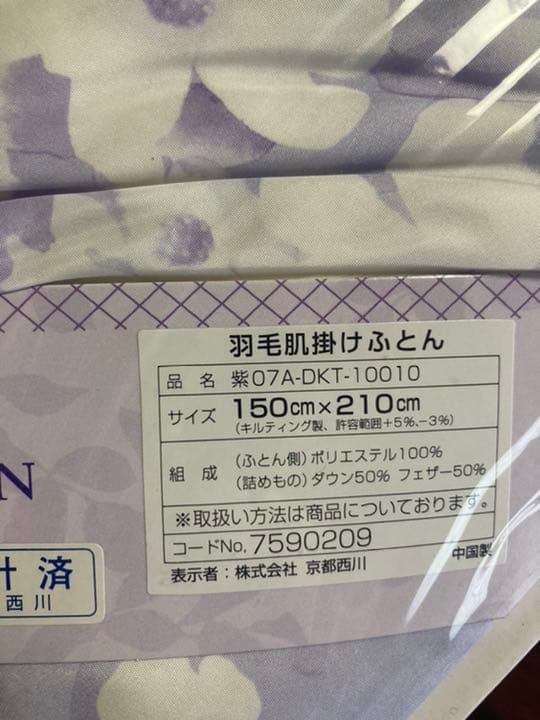 羽毛肌掛けふとん
品 名 紫07A-DKT-10010
サイズ 150cm×210cm
(キルティング製、許容範囲+5%、-3%)
組 成 (ふとん側)ポリエステル100%
(詰めもの)ダウン50% フェザー50%
※取扱い方法は商品についております。
コードNo. 7590209
中国製
表示者:株式会社 京都西川
N
計済
西川